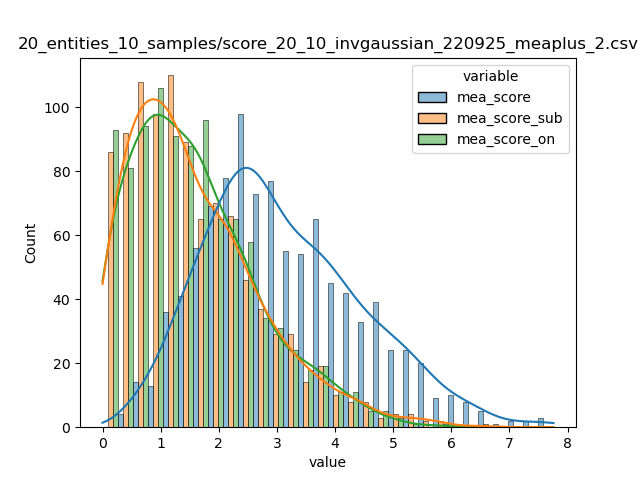 20_entities_10_samples/score_20_10_invgaussian_220925_meaplus_2.csv
variable
mea_score
mea_score_sub
mea_score_on
Count
100
80
60
40
20
0
0 1 2 3 4 5 6 7 8
value